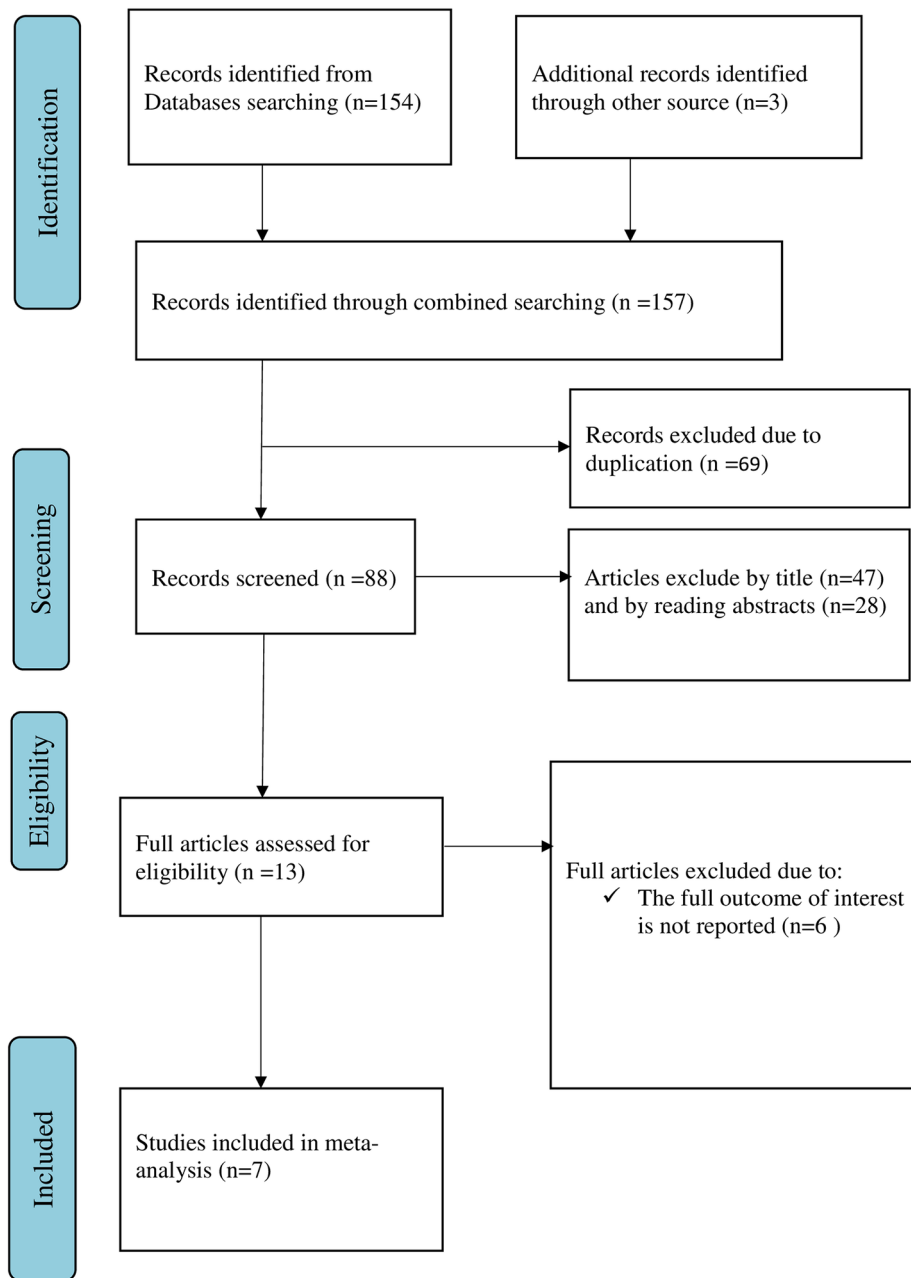 Identification
Records identified from
Databases searching (n=154)
Additional records identified
through other source (n=3)
Records identified through combined searching (n =157)
Records excluded due to
duplication (n =69)
Screening
Records screened (n =88)
Articles exclude by title (n=47)
and by reading abstracts
(n=28)
Eligibility
Full articles assessed for
eligibility (n =13)
Full articles excluded due to:
✓ The full outcome of interest
is not reported (n=6 )
Included
Studies included in meta-
analysis (n=7)